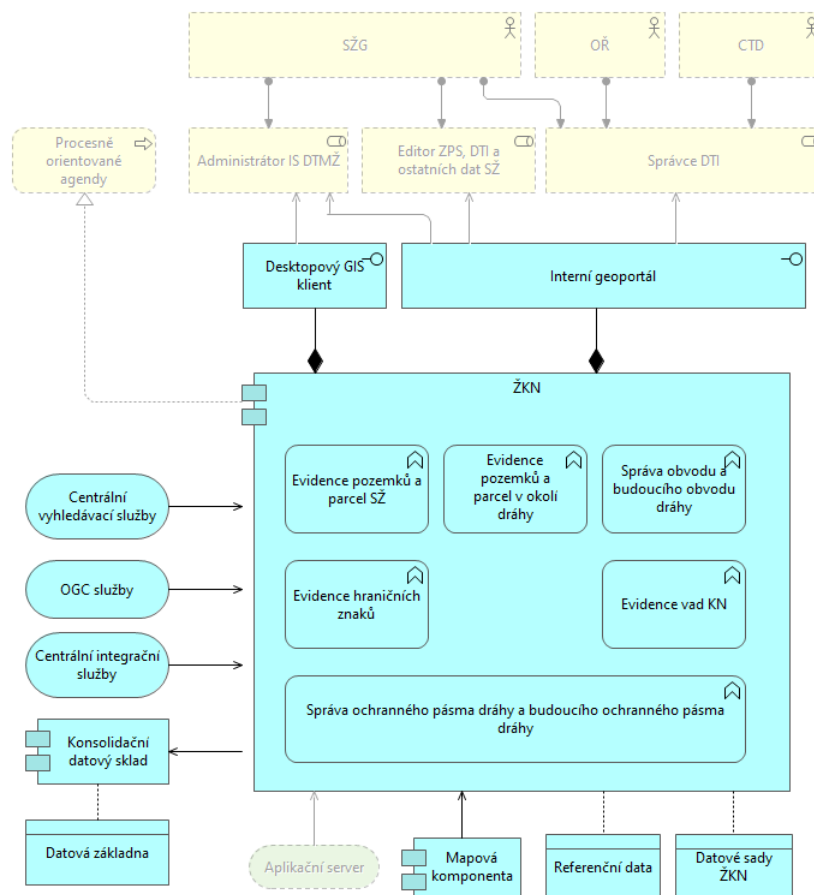 SŽG
OŘ
CTD
Procesně
orientované
agendy
Administrátor IS DTMŽ
Editor ZPS, DTI a
ostatních dat SŽ
Správce DTI
Desktopový GIS
klient
Interní geoportál
ŽKN
Evidence pozemků a
parcel SŽ
Evidence
pozemků a
parcel v okolí
dráhy
Správa obvodu a
budoucího obvodu
dráhy
Centrální
vyhledávací služby
OGC služby
Evidence hraničních
znaků
Evidence vad KN
Centrální integrační
služby
Správa ochranného pásma dráhy a budoucího ochranného pásma
dráhy
Konsolidační
datový sklad
Datová základna
Aplikační server
Mapová
komponenta
Referenční data
Datové sady
ŽKN